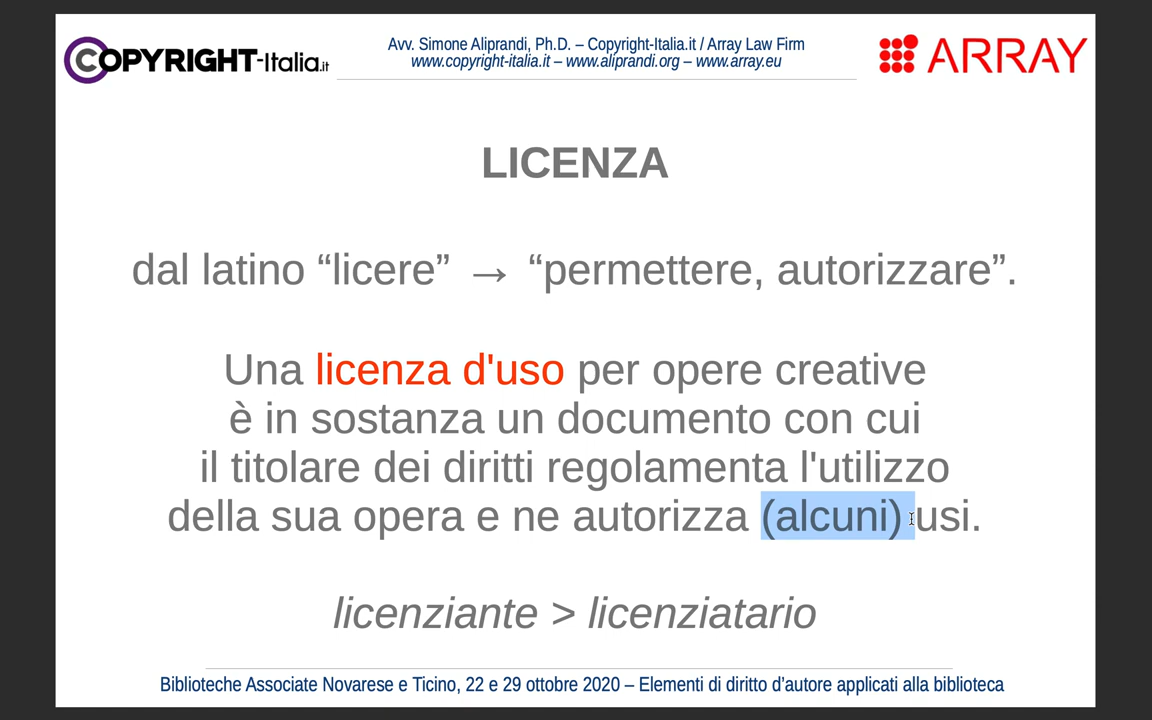 COPYRIGHT-Italia.it
Avv. Simone Aliprandi, Ph.D. – Copyright-Italia.it / Array Law Firm
www.copyright-italia.it – www.aliprandi.org – www.array.eu
ARRAY
LICENZA
dal latino “licere” → “permettere, autorizzare”.
Una licenza d'uso per opere creative
è in sostanza un documento con cui
il titolare dei diritti regolamenta l'utilizzo
della sua opera e ne autorizza (alcuni) usi.
licenziante > licenziatario
Biblioteche Associate Novarese e Ticino, 22 e 29 ottobre 2020 – Elementi di diritto d'autore applicati alla biblioteca